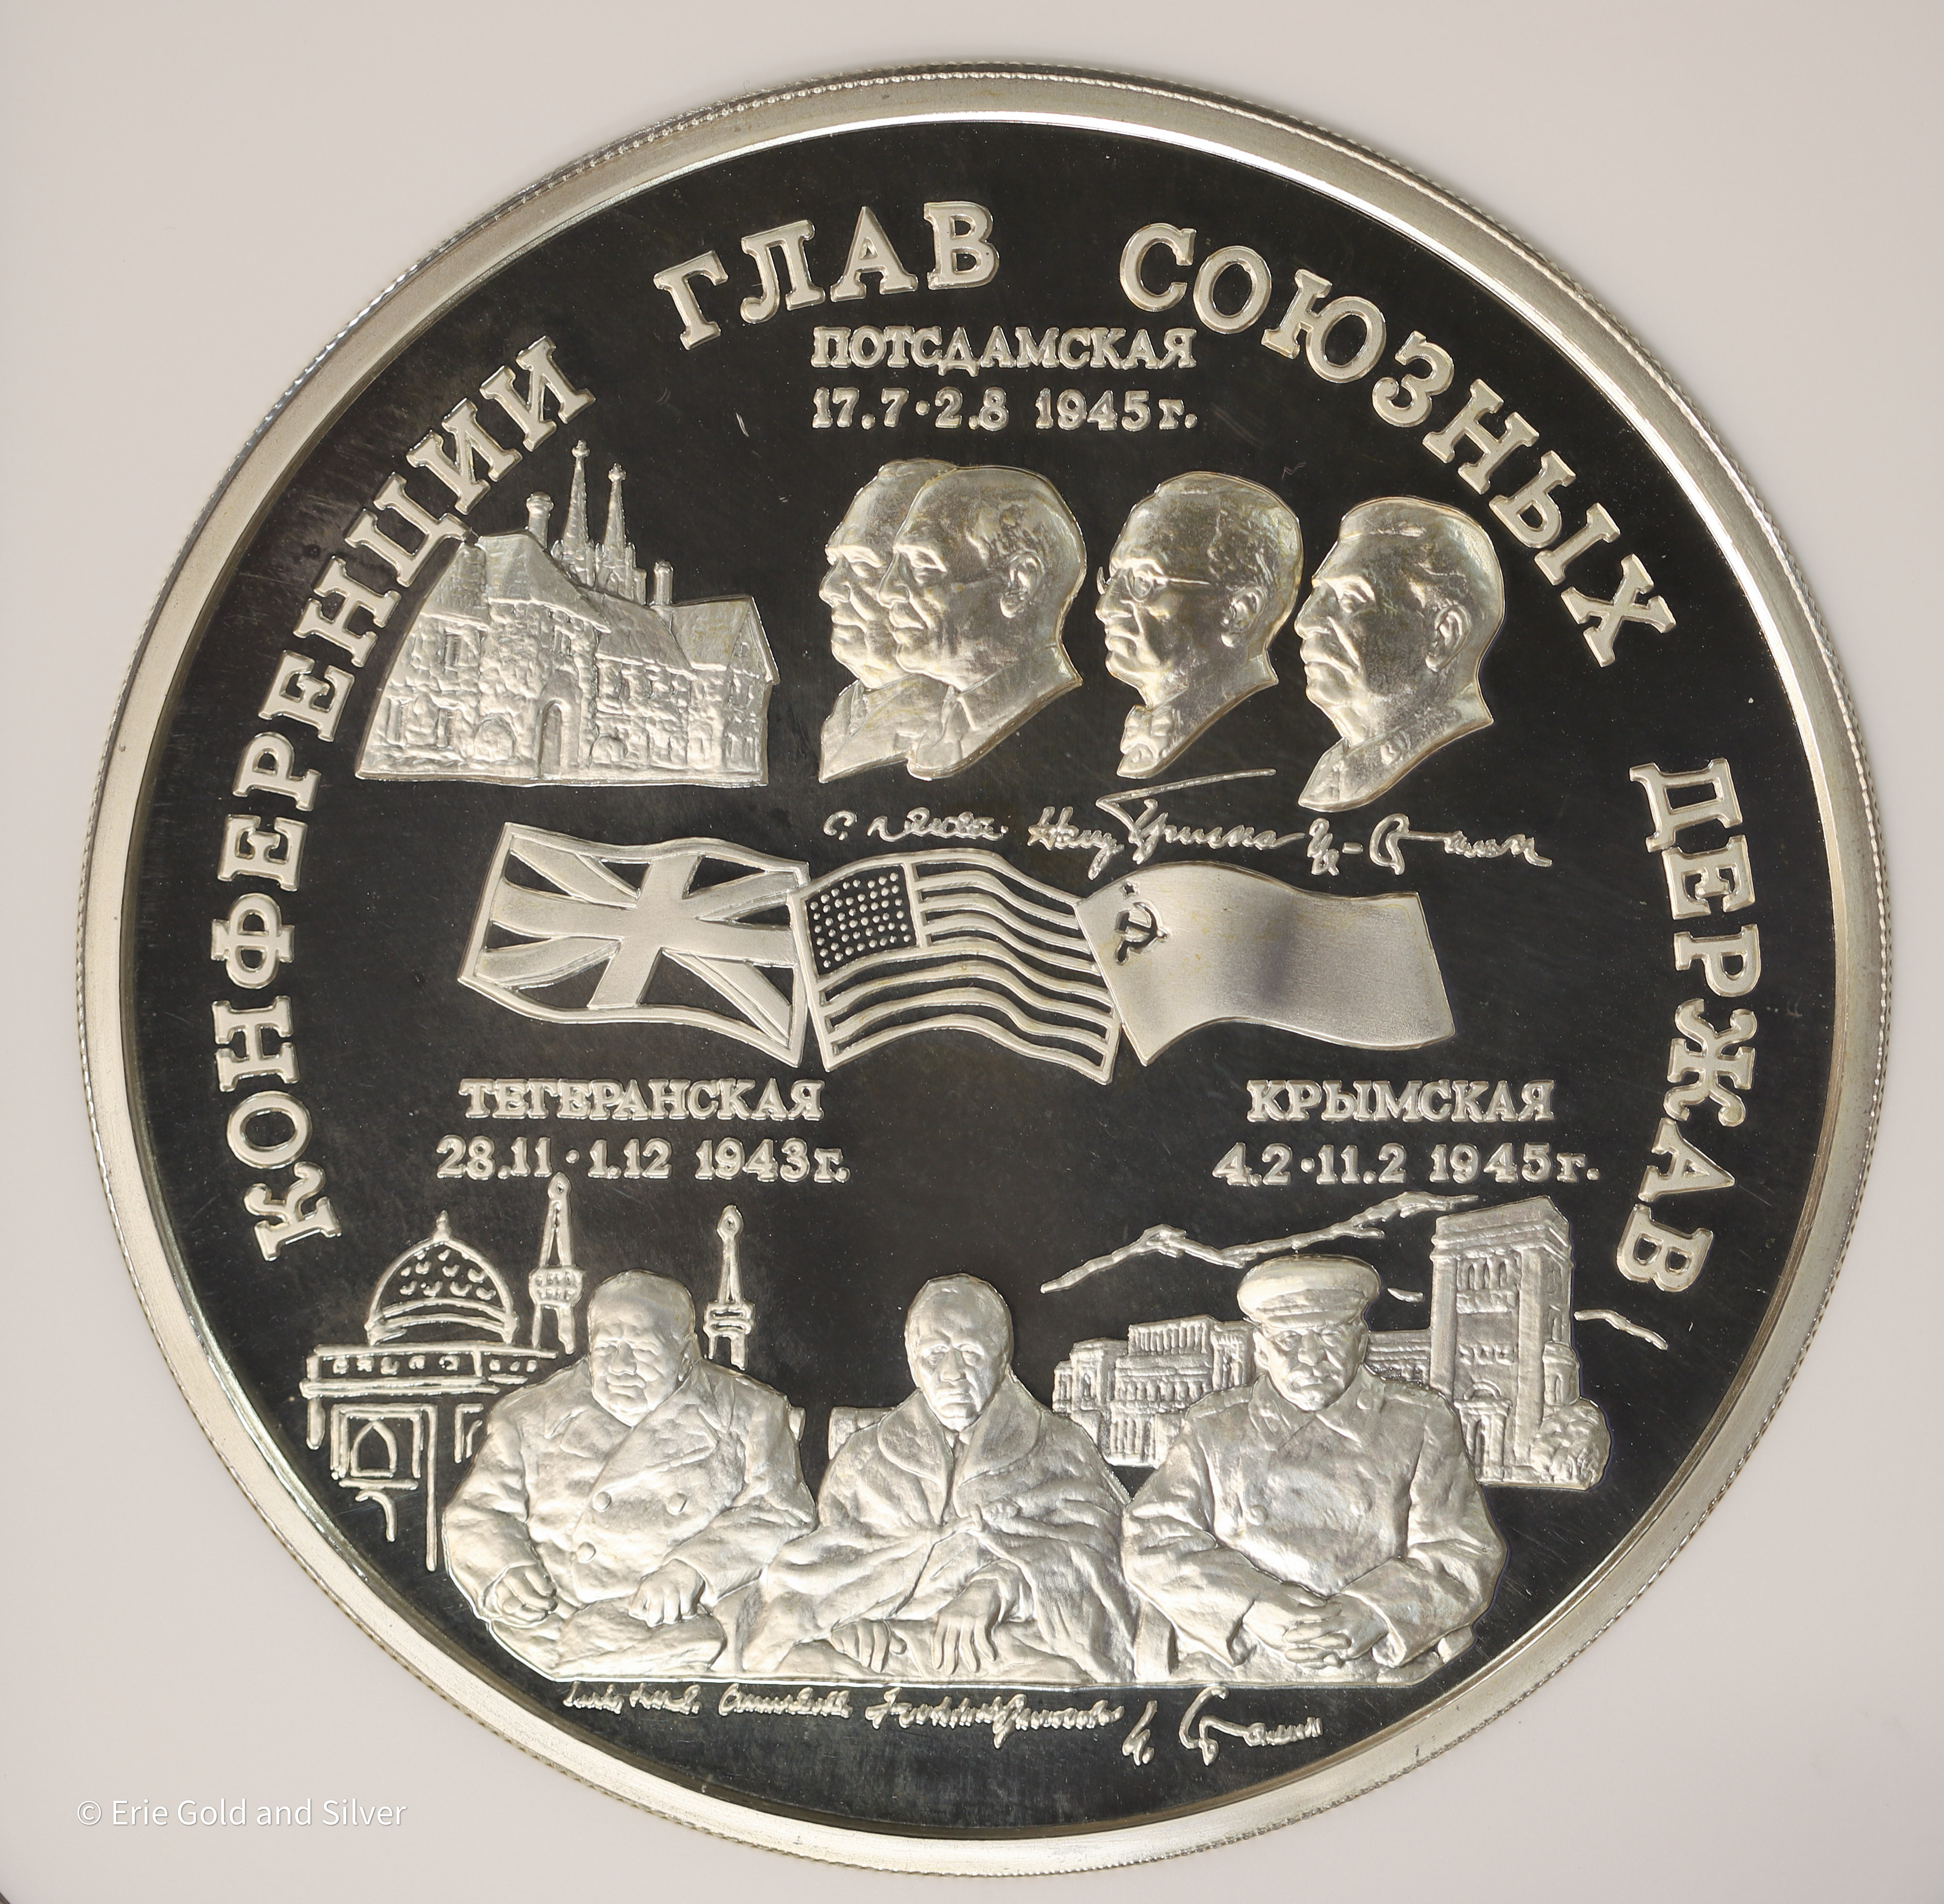 КОНФЕРЕНЦИИ ГЛАВ СОЮЗНЫХ ДЕРЖАВ
ПОТСДАМСКАЯ
17.7·2.8 1945г.
ТЕГЕРАНСКАЯ
28.11·1.12 1943г.
КРЫМСКАЯ
4.2·11.2 1945г.
© Erie Gold and Silver